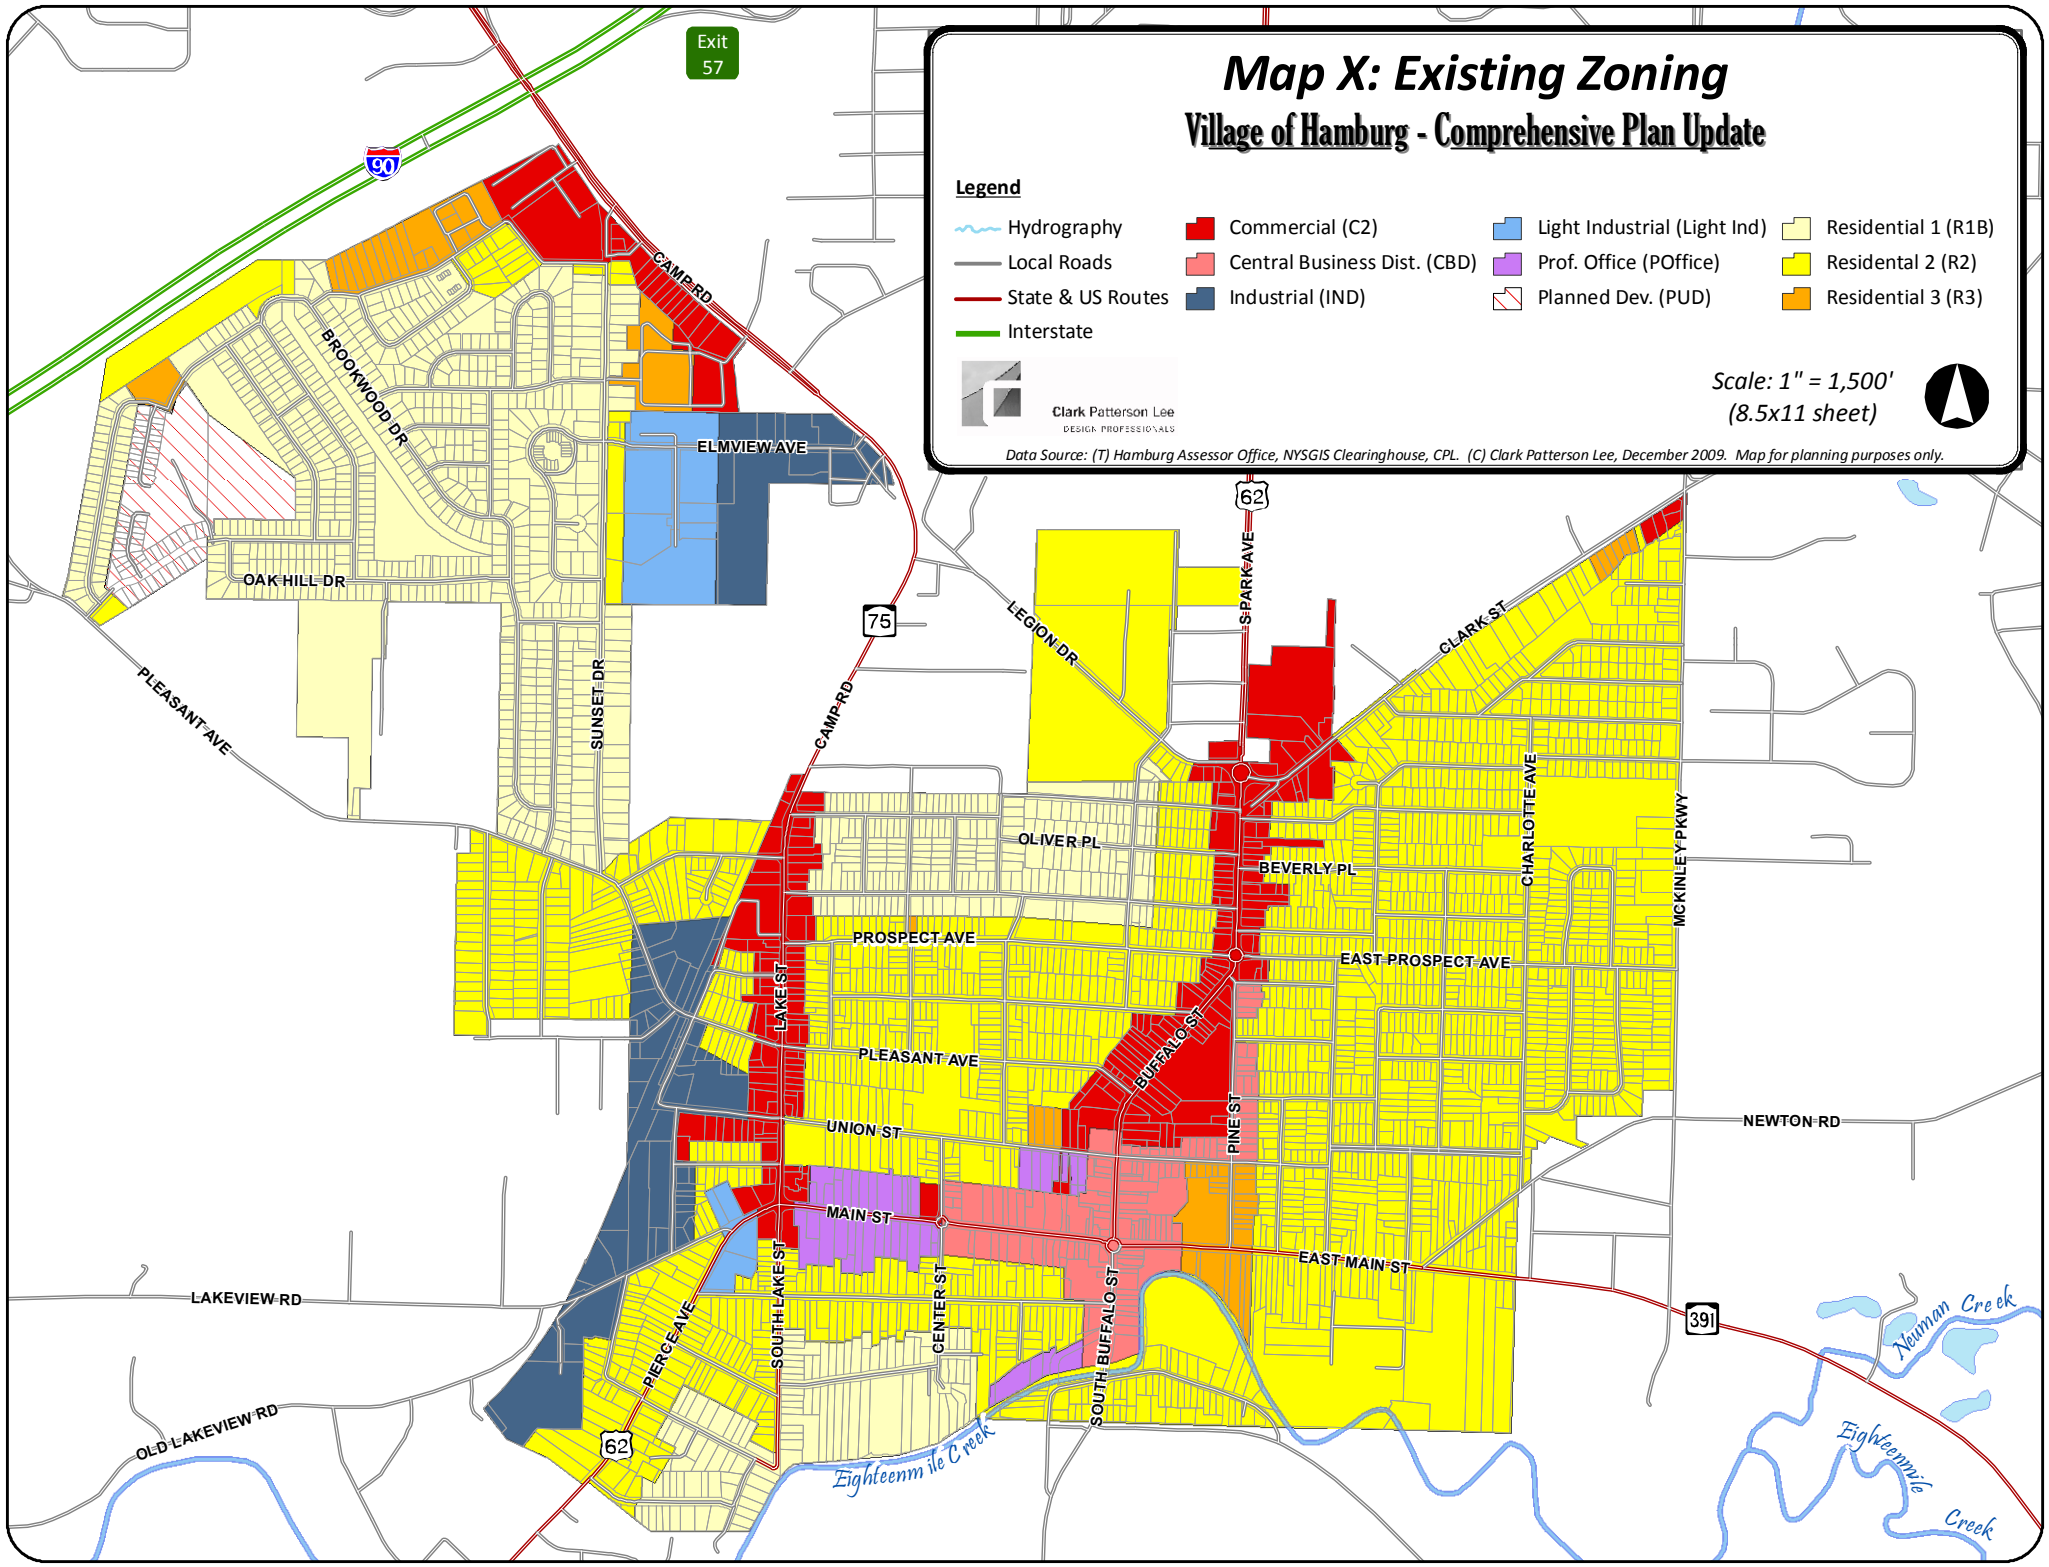 Exit
57
Map X: Existing Zoning
Village of Hamburg - Comprehensive Plan Update
Legend
Hydrography
Local Roads
State & US Routes
Interstate
Commercial (C2)
Central Business Dist. (CBD)
Industrial (IND)
Light Industrial (Light Ind)
Prof. Office (POffice)
Planned Dev. (PUD)
Residential 1 (R1B)
Residental 2 (R2)
Residential 3 (R3)
Clark Patterson Lee
DESIGN PROFESSIONALS
Scale: 1" = 1,500'
(8.5x11 sheet)
Data Source: (T) Hamburg Assessor Office, NYSGIS Clearinghouse, CPL. (C) Clark Patterson Lee, December 2009. Map for planning purposes only.
90
CAMP RD
BROOKWOOD DR
ELMVIEW AVE
62
S PARK AVE
OAK HILL DR
75
LEGION DR
CLARK ST
PLEASANT AVE
SUNSET DR
CAMP RD
CHARLOTTE AVE
MCKINLEY PKWY
OLIVER PL
BEVERLY PL
PROSPECT AVE
EAST PROSPECT AVE
LAKE ST
BUFFALO ST
PLEASANT AVE
PINE ST
UNION ST
NEWTON RD
MAIN ST
EAST MAIN ST
LAKEVIEW RD
SOUTH LAKE ST
CENTER ST
SOUTH BUFFALO ST
PIERCE AVE
391
Neuman Creek
OLD LAKEVIEW RD
62
Eighteenmile Creek
Eighteenmile
Creek